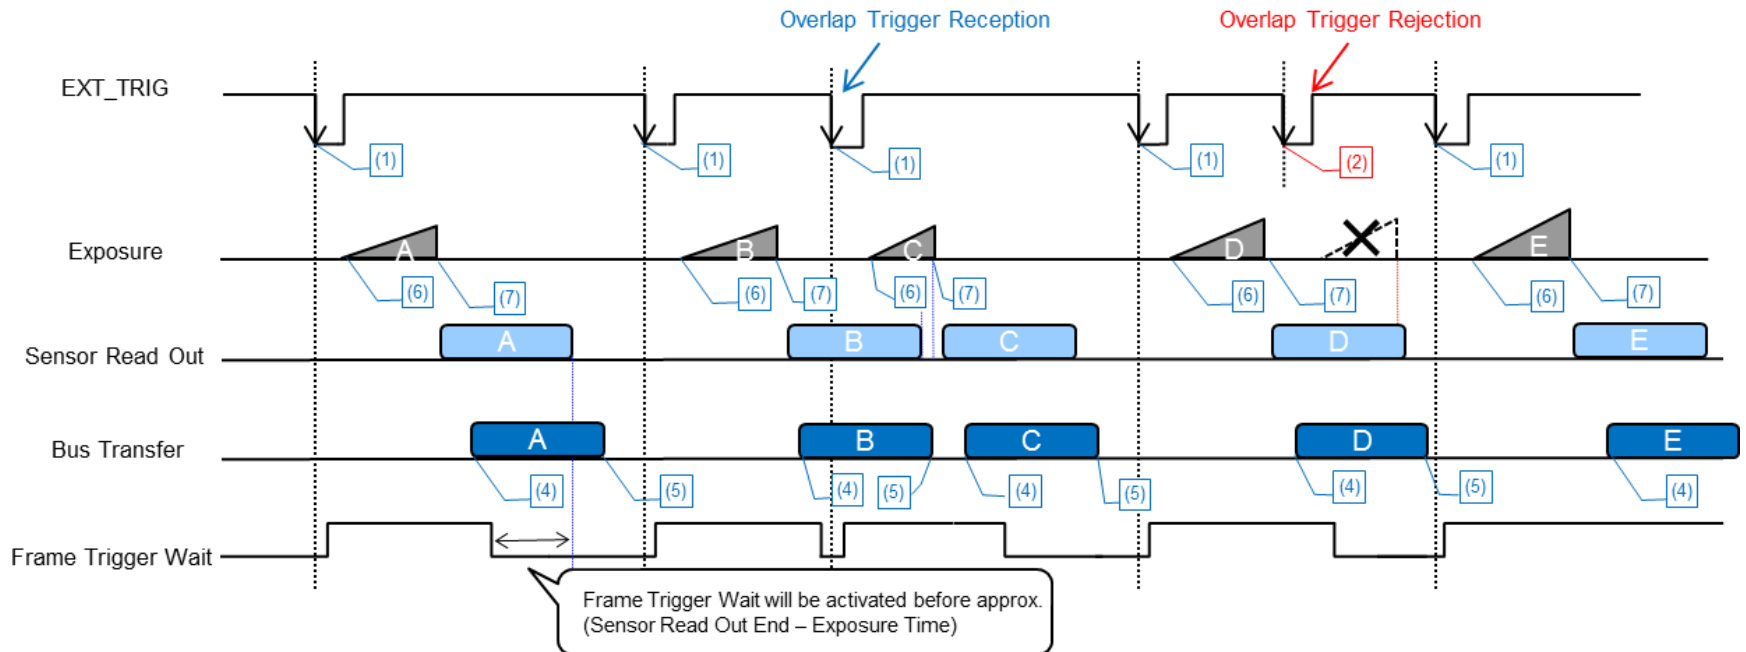 Overlap Trigger Reception
Overlap Trigger Rejection
EXT_TRIG
(1)
(1)
(1)
(1)
(2)
(1)
Exposure
A
B
C
D
E
(6)
(7)
(6)
(7)
(6)
(7)
(6)
(7)
(6)
(7)
Sensor Read Out
A
B
C
D
E
Bus Transfer
A
B
C
D
E
(4)
(5)
(4)
(5)
(4)
(5)
(4)
(5)
(4)
Frame Trigger Wait
Frame Trigger Wait will be activated before approx.
(Sensor Read Out End – Exposure Time)